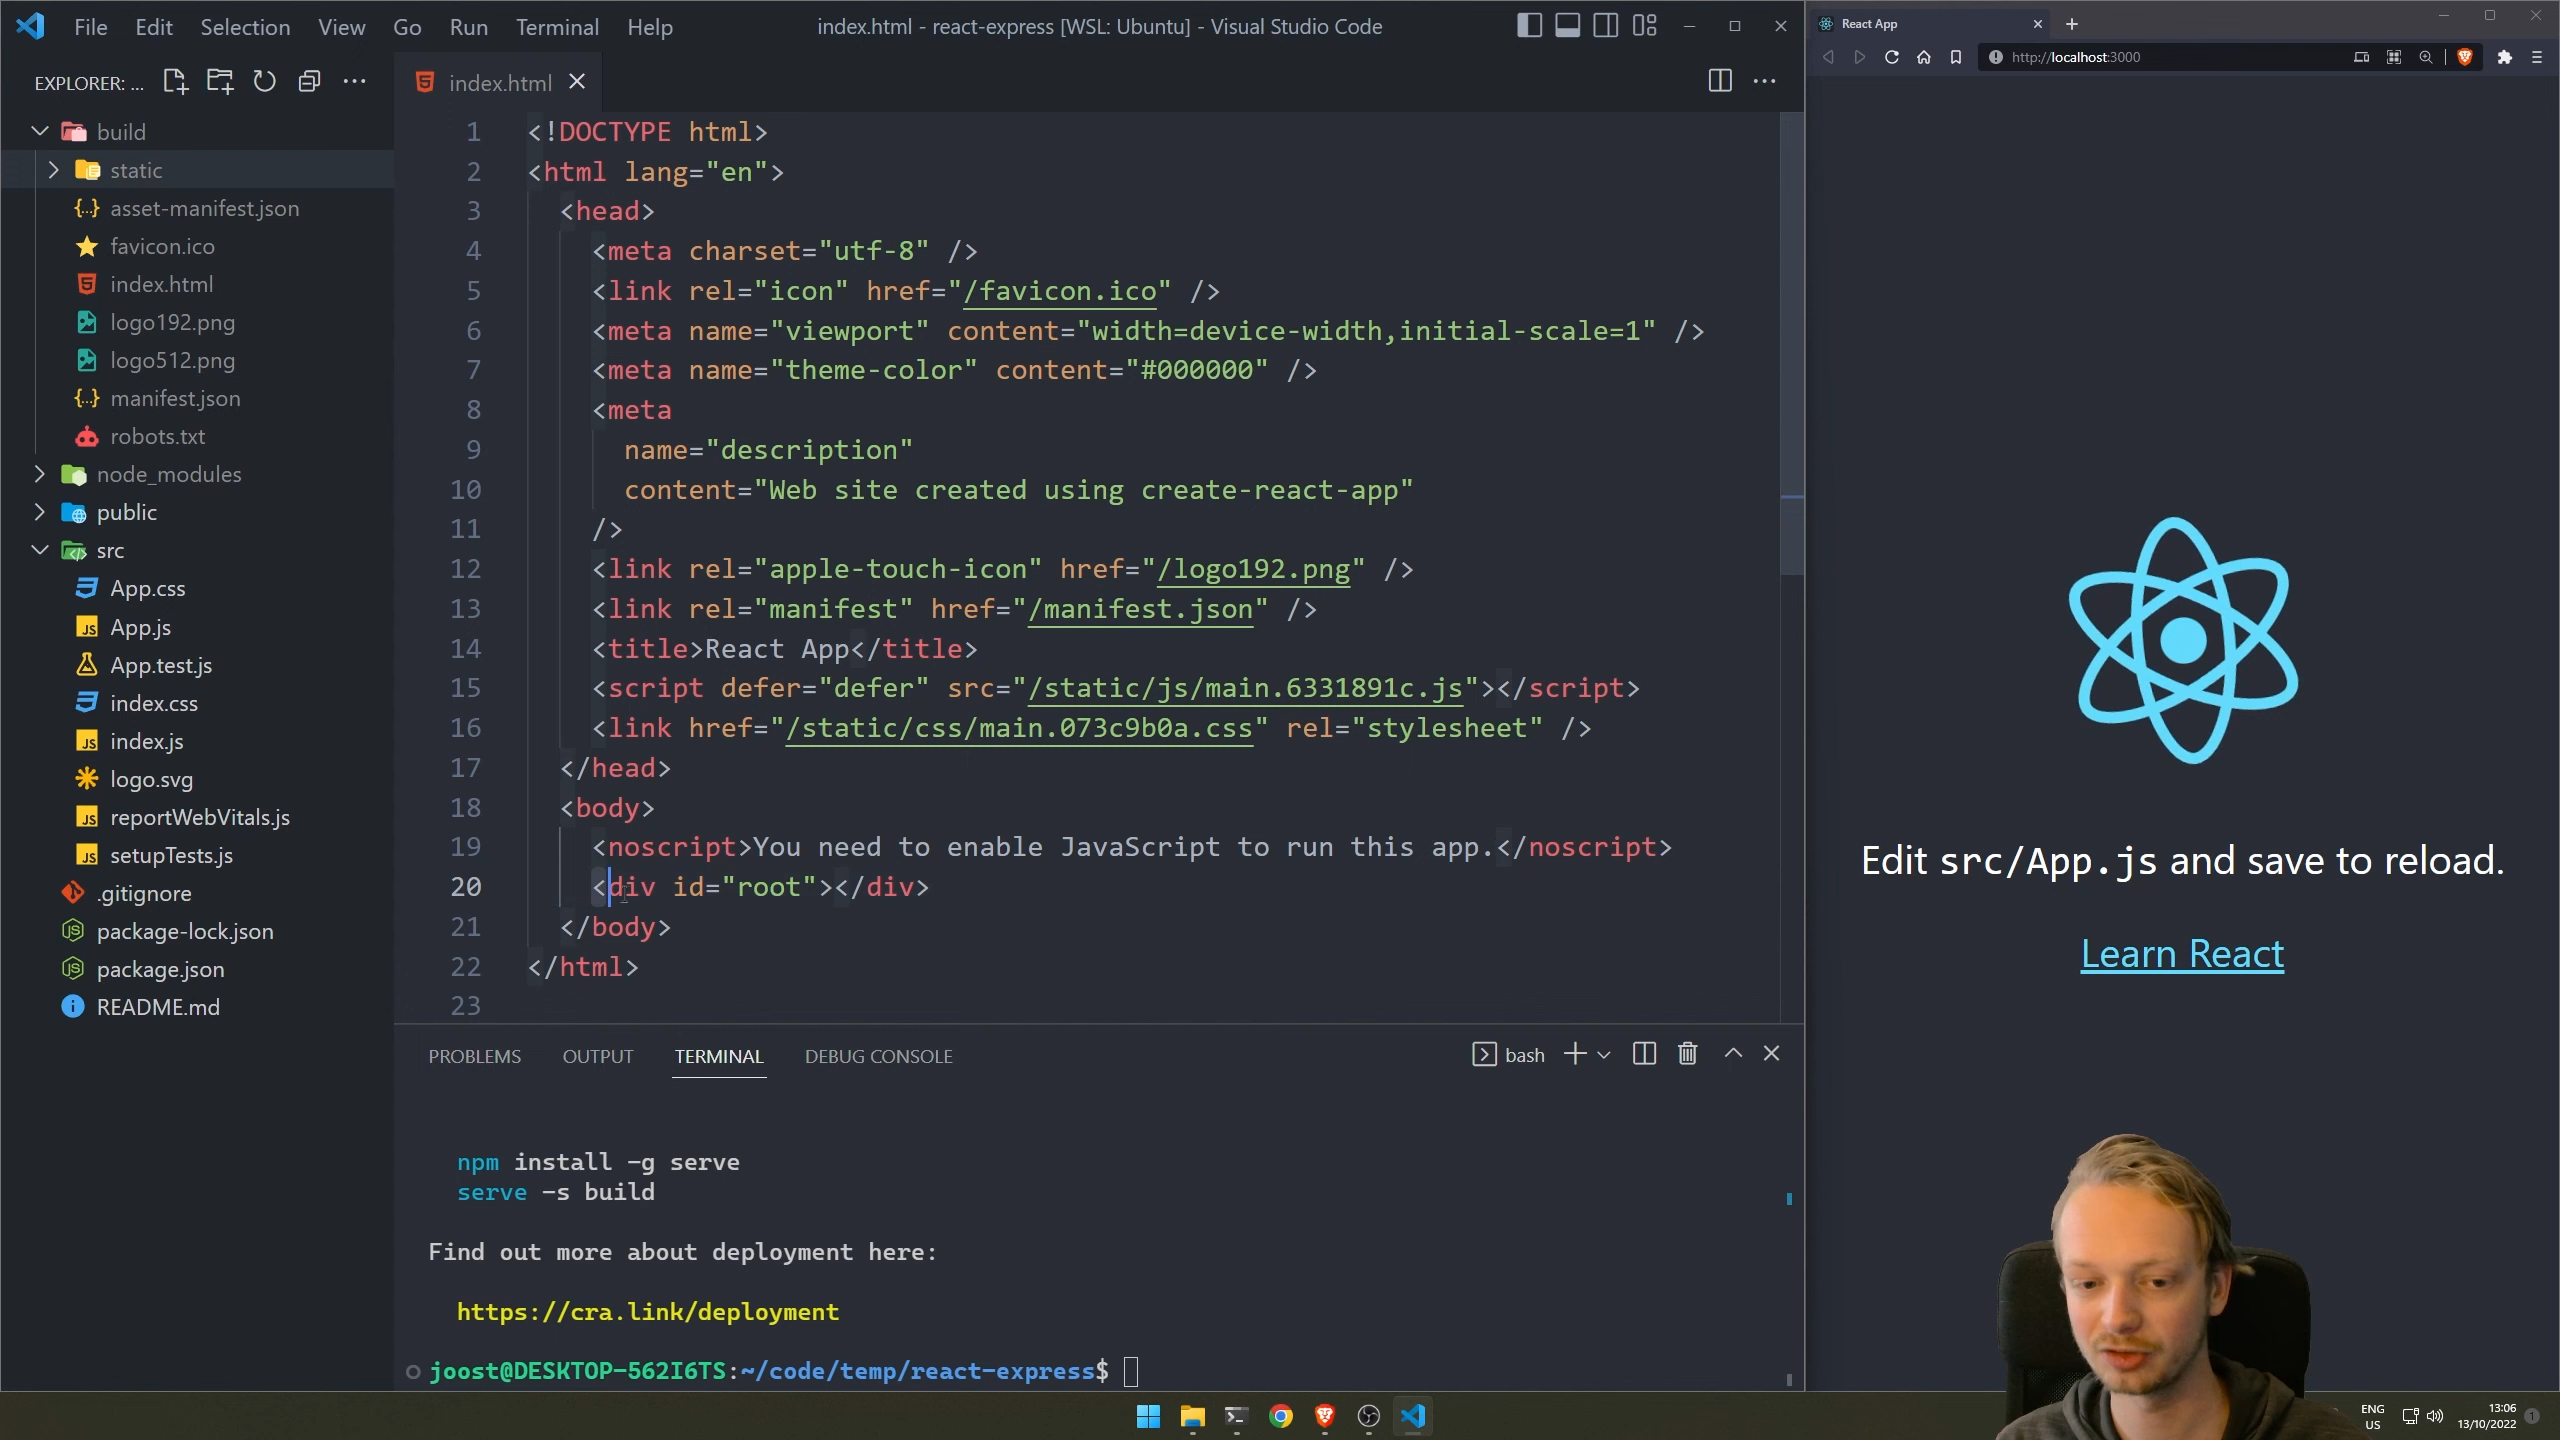 File Edit Selection View Go Run Terminal Help
index.html - react-express [WSL: Ubuntu] - Visual Studio Code
EXPLORER: ...
build
static
asset-manifest.json
favicon.ico
index.html
logo192.png
logo512.png
manifest.json
robots.txt
node_modules
public
src
App.css
App.js
App.test.js
index.css
index.js
logo.svg
reportWebVitals.js
setupTests.js
.gitignore
package-lock.json
package.json
README.md
index.html
1 <!DOCTYPE html>
2 <html lang="en">
3 <head>
4 <meta charset="utf-8" />
5 <link rel="icon" href="/favicon.ico" />
6 <meta name="viewport" content="width=device-width,initial-scale=1" />
7 <meta name="theme-color" content="#000000" />
8 <meta
9 name="description"
10 content="Web site created using create-react-app"
11 />
12 <link rel="apple-touch-icon" href="/logo192.png" />
13 <link rel="manifest" href="/manifest.json" />
14 <title>React App</title>
15 <script defer="defer" src="/static/js/main.6331891c.js"></script>
16 <link href="/static/css/main.073c9b0a.css" rel="stylesheet" />
17 </head>
18 <body>
19 <noscript>You need to enable JavaScript to run this app.</noscript>
20 <div id="root"></div>
21 </body>
22 </html>
23
PROBLEMS OUTPUT TERMINAL DEBUG CONSOLE
bash
npm install -g serve
serve -s build
Find out more about deployment here:
https://cra.link/deployment
joost@DESKTOP-562I6TS:~/code/temp/react-express$
React App
http://localhost:3000
Edit src/App.js and save to reload.
Learn React
ENG
US
13:06
13/10/2022
1